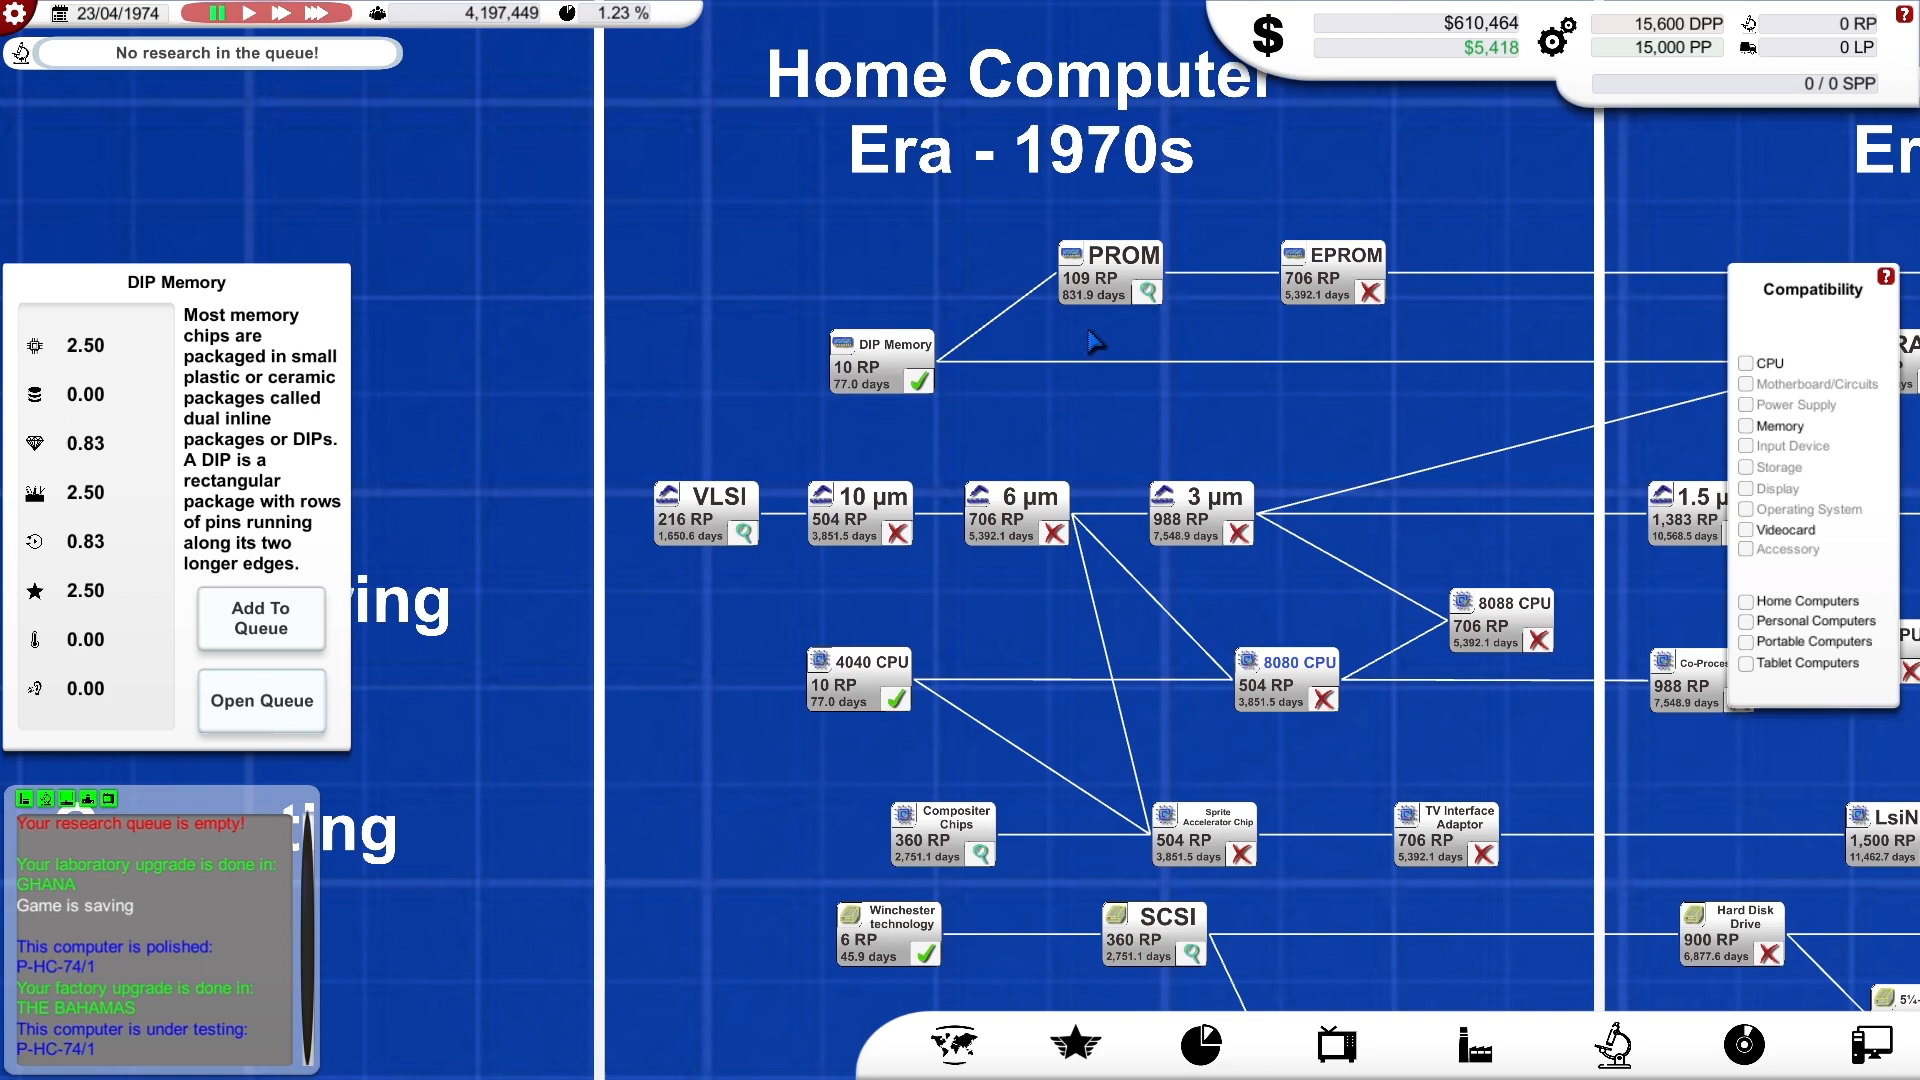 23/04/1974
4,197,449
1.23 %
No research in the queue!
$610,464
$5,418
15,600 DPP
15,000 PP
0 RP
0 LP
0 / 0 SPP
?
Home Computer
Era - 1970s
Er
DIP Memory
2.50
0.00
0.83
2.50
0.83
2.50
0.00
0.00
Most memory
chips are
packaged in small
plastic or ceramic
packages called
dual inline
packages or DIPs.
A DIP is a
rectangular
package with rows
of pins running
along its two
longer edges.
Add To
Queue
Open Queue
ing
ting
PROM
109 RP
831.9 days
EPROM
706 RP
5,392.1 days
DIP Memory
10 RP
77.0 days
VLSI
216 RP
1,650.6 days
10 µm
504 RP
3,851.5 days
6 µm
706 RP
5,392.1 days
3 µm
988 RP
7,548.9 days
1.5 µ
1,383 RP
10,568.5 days
8088 CPU
706 RP
5,392.1 days
4040 CPU
10 RP
77.0 days
8080 CPU
504 RP
3,851.5 days
Co-Proces
988 RP
7,548.9 days
Compositer
Chips
360 RP
2,751.1 days
Sprite
Accelerator Chip
504 RP
3,851.5 days
TV Interface
Adaptor
706 RP
5,392.1 days
LsiN
1,500 RP
11,462.7 days
Winchester
technology
6 RP
45.9 days
SCSI
360 RP
2,751.1 days
Hard Disk
Drive
900 RP
6,877.6 days
5¼-
?
Compatibility
CPU
Motherboard/Circuits
Power Supply
Memory
Input Device
Storage
Display
Operating System
Videocard
Accessory
Home Computers
Personal Computers
Portable Computers
Tablet Computers
RA
ys
PU
Your research queue is empty!
Your laboratory upgrade is done in:
GHANA
Game is saving
This computer is polished:
P-HC-74/1
Your factory upgrade is done in:
THE BAHAMAS
This computer is under testing:
P-HC-74/1